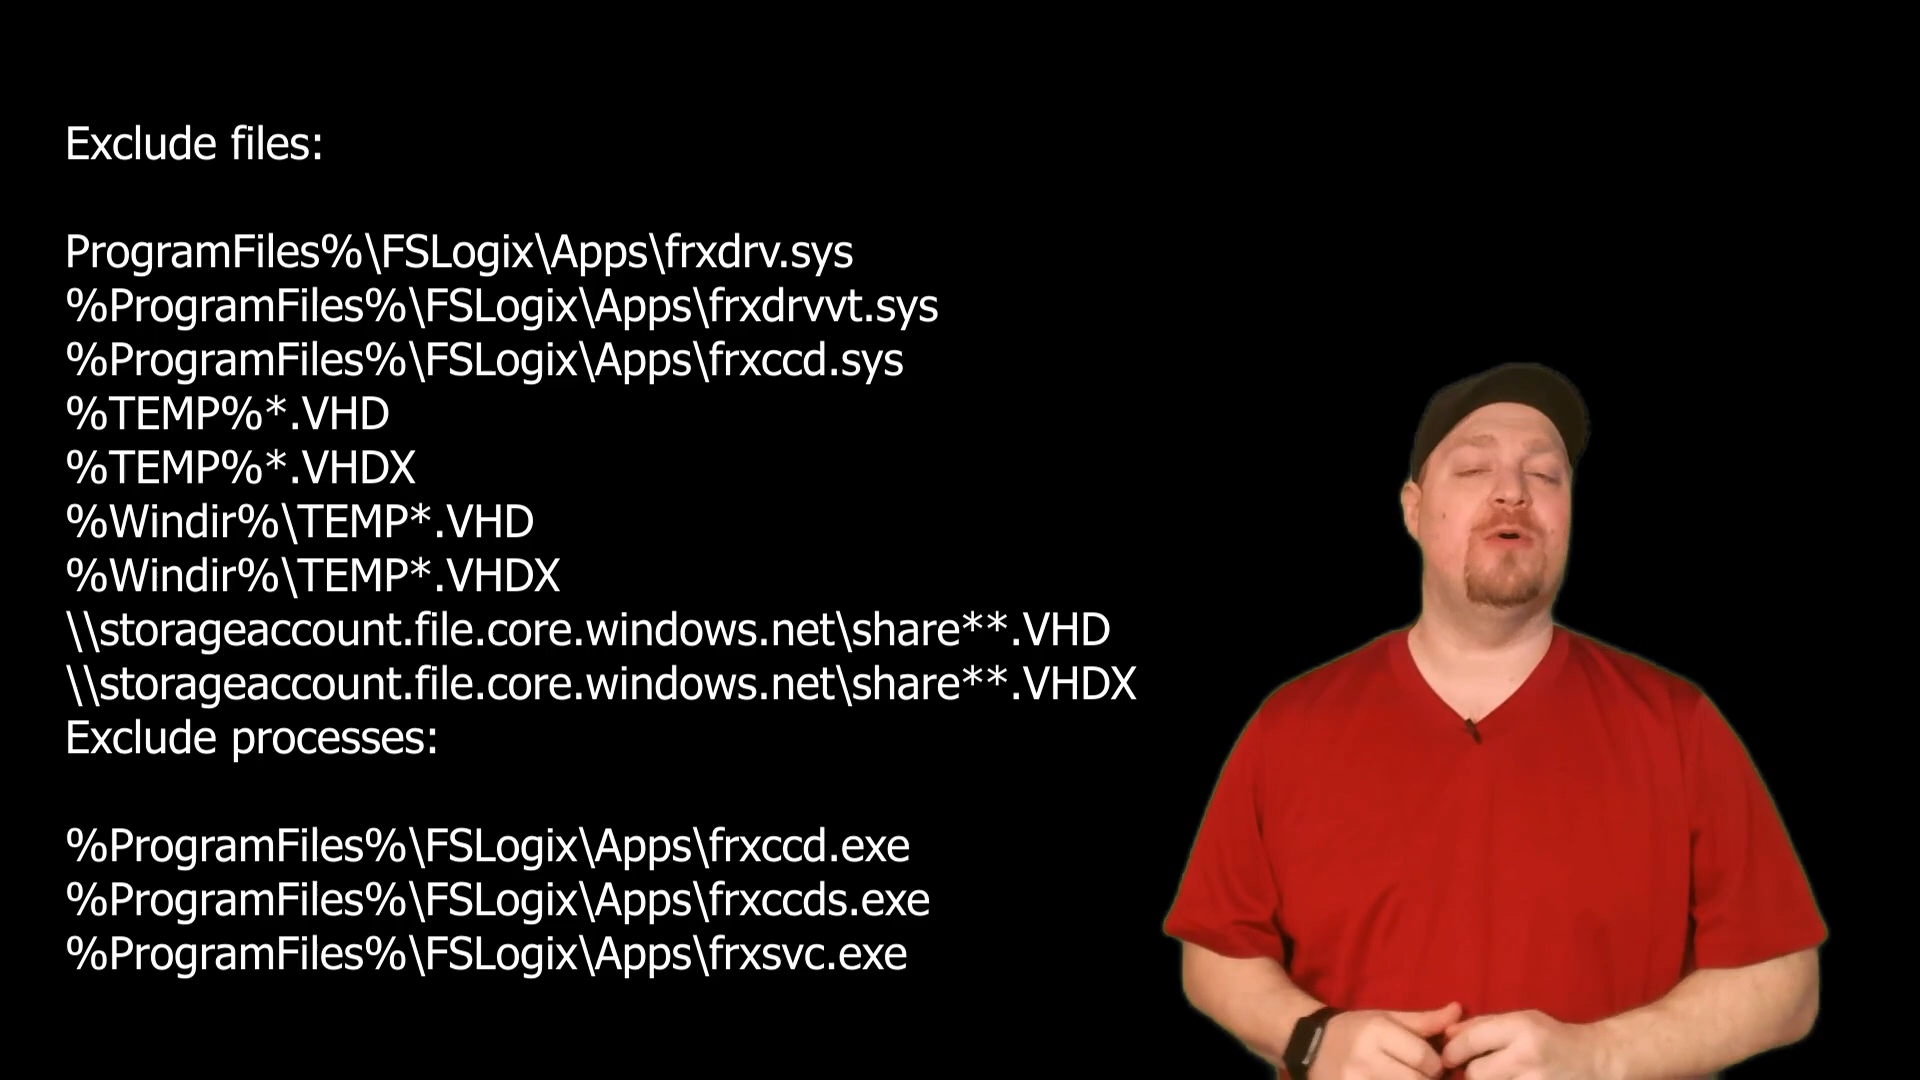 Exclude files:
ProgramFiles%\FSLogix\Apps\frxdrv.sys
%ProgramFiles%\FSLogix\Apps\frxdrvvt.sys
%ProgramFiles%\FSLogix\Apps\frxccd.sys
%TEMP%*.VHD
%TEMP%*.VHDX
%Windir%\TEMP*.VHD
%Windir%\TEMP*.VHDX
\\storageaccount.file.core.windows.net\share**.VHD
\\storageaccount.file.core.windows.net\share**.VHDX
Exclude processes:
%ProgramFiles%\FSLogix\Apps\frxccd.exe
%ProgramFiles%\FSLogix\Apps\frxccds.exe
%ProgramFiles%\FSLogix\Apps\frxsvc.exe